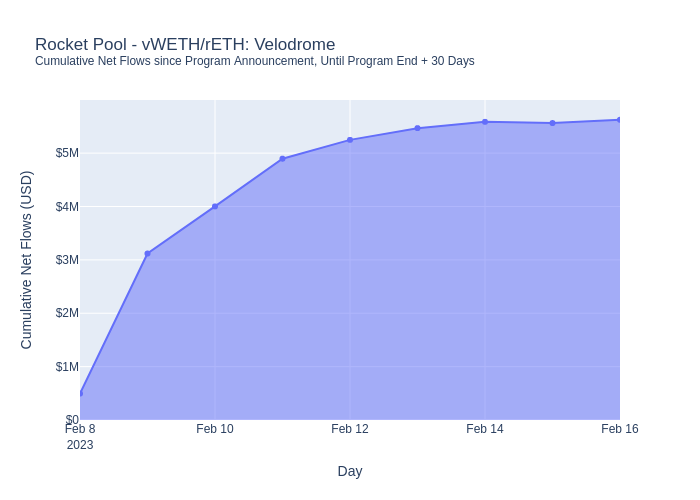 Rocket Pool - vWETH/rETH: Velodrome
Cumulative Net Flows since Program Announcement, Until Program End + 30 Days
Cumulative Net Flows (USD)
$5M
$4M
$3M
$2M
$1M
$0
Feb 8
2023
Feb 10
Feb 12
Feb 14
Feb 16
Day